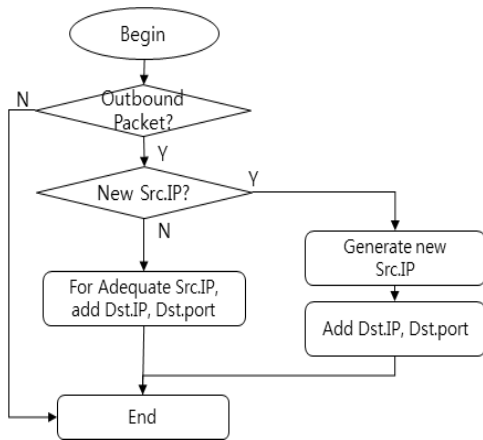 Begin
N
Outbound
Packet?
Y
New Src.IP?
Y
N
Generate new
Src.IP
For Adequate Src.IP,
add Dst.IP, Dst.port
Add Dst.IP, Dst.port
End